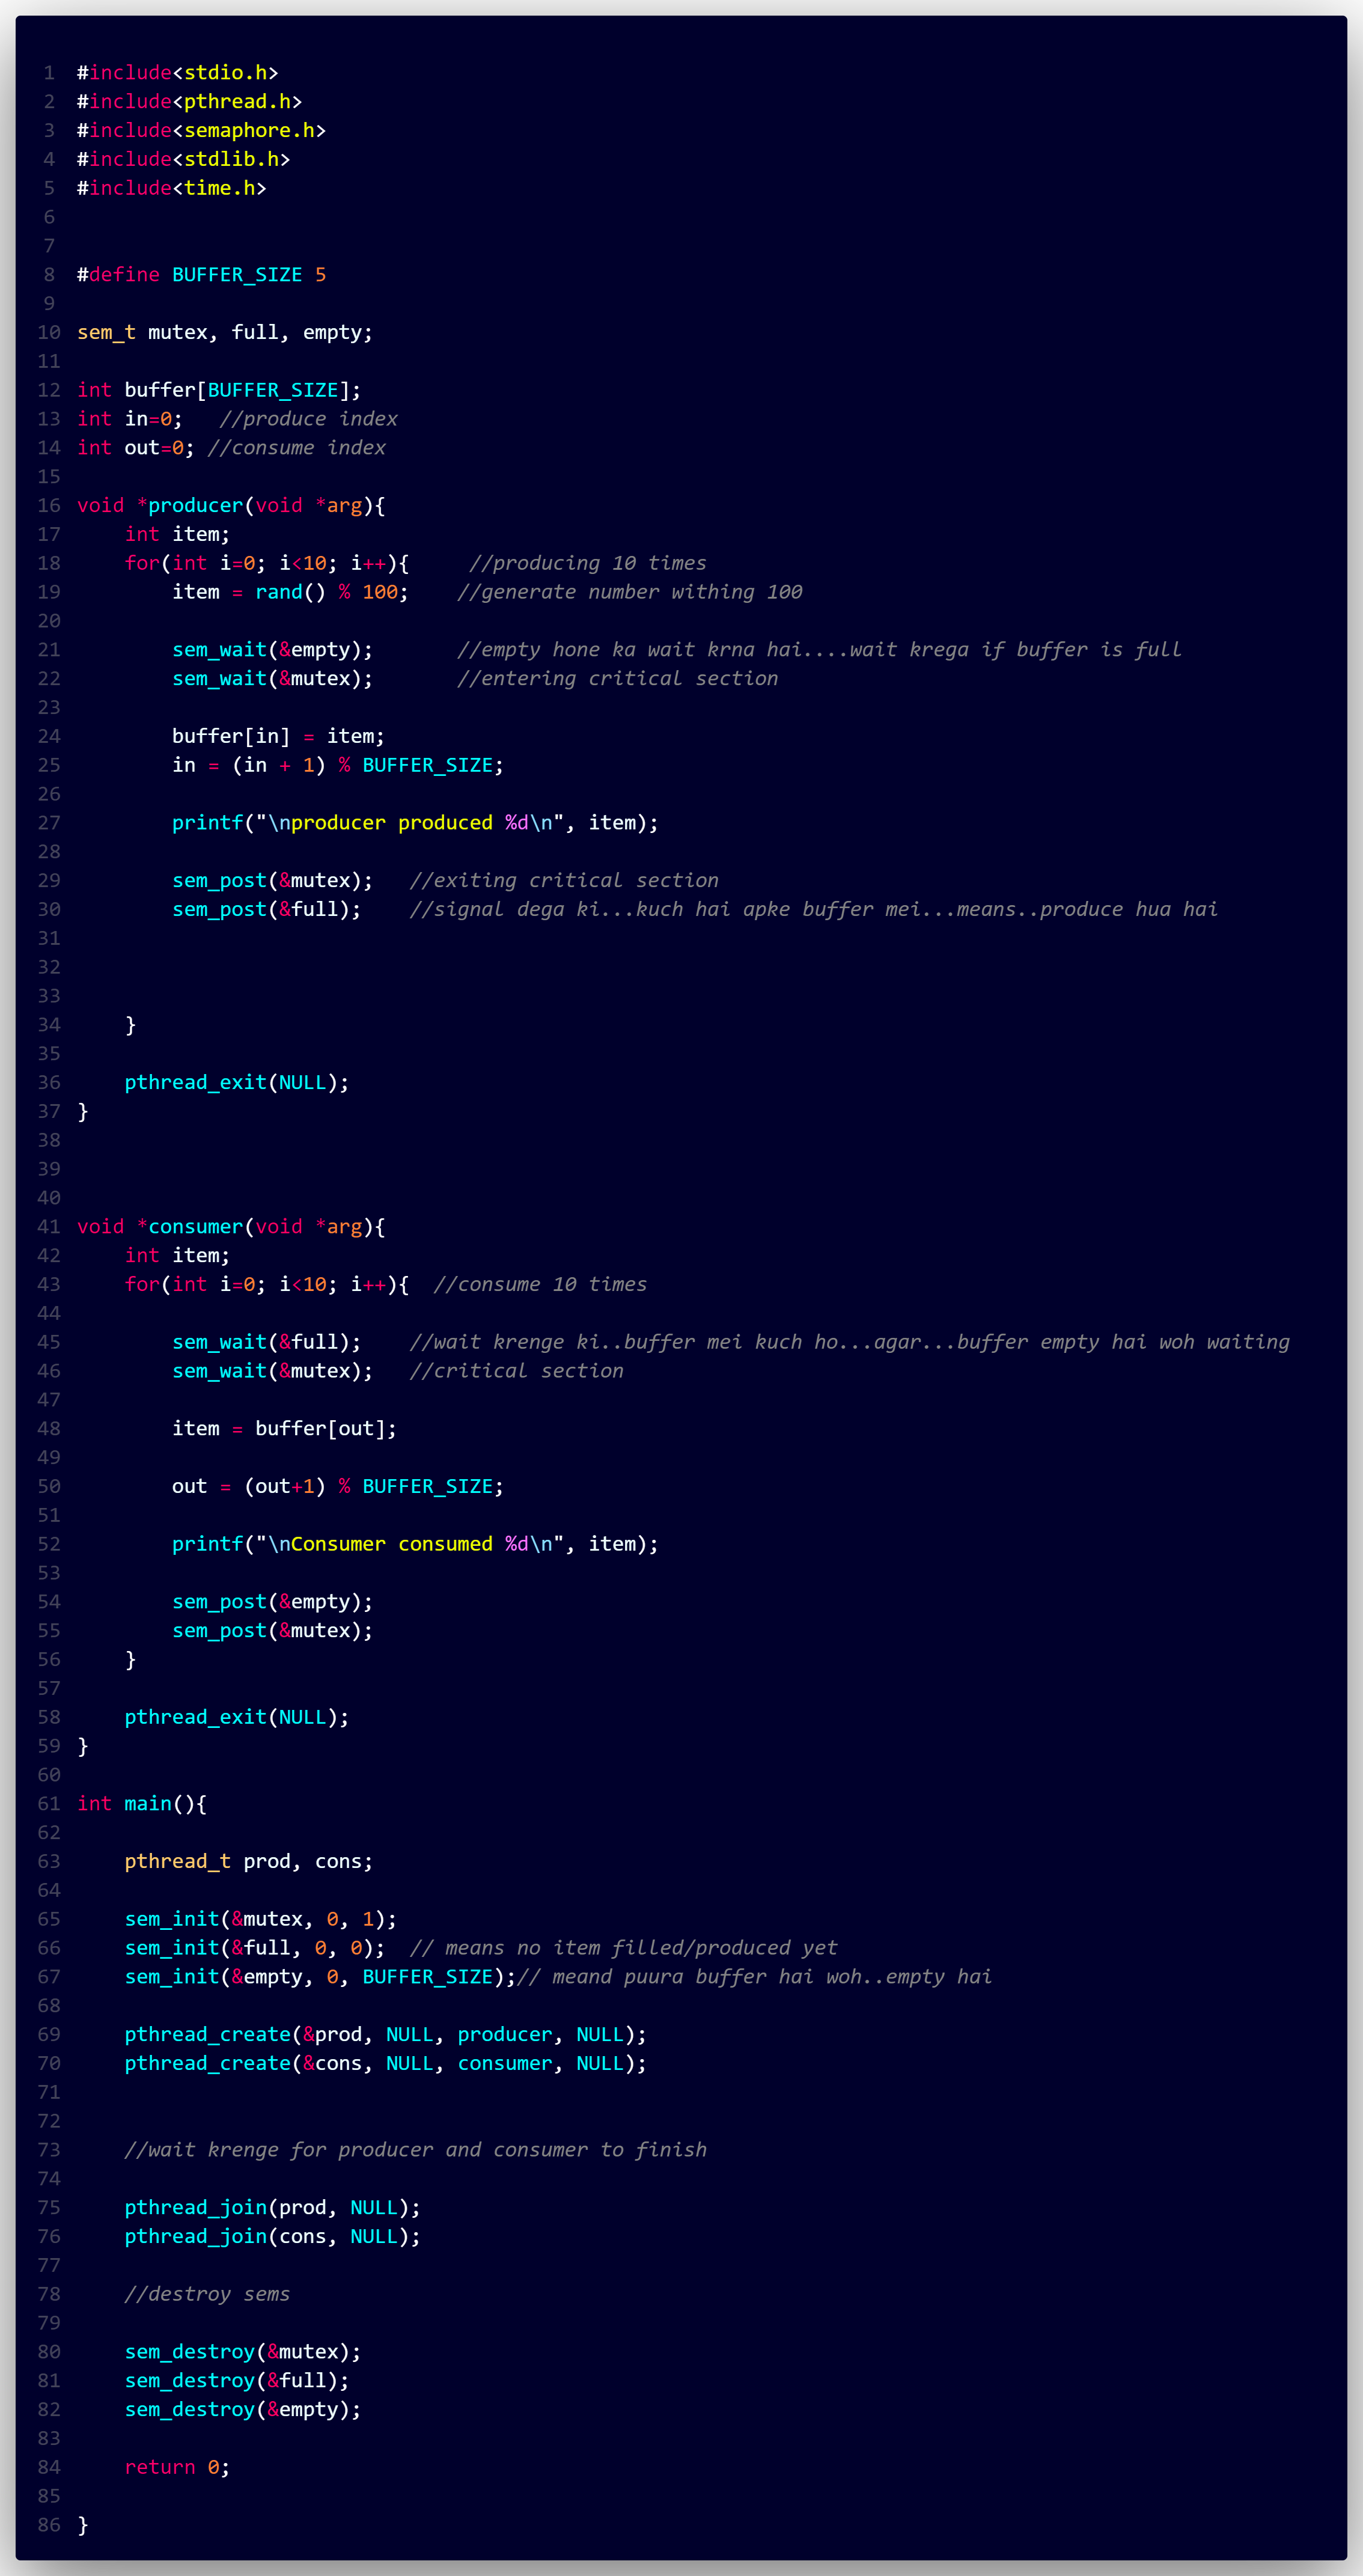 1 #include<stdio.h>
2 #include<pthread.h>
3 #include<semaphore.h>
4 #include<stdlib.h>
5 #include<time.h>
6
7
8 #define BUFFER_SIZE 5
9
10 sem_t mutex, full, empty;
11
12 int buffer[BUFFER_SIZE];
13 int in=0;   //produce index
14 int out=0; //consume index
15
16 void *producer(void *arg){
17     int item;
18     for(int i=0; i<10; i++){     //producing 10 times
19         item = rand() % 100;    //generate number withing 100
20
21         sem_wait(&empty);       //empty hone ka wait krna hai....wait krega if buffer is full
22         sem_wait(&mutex);       //entering critical section
23
24         buffer[in] = item;
25         in = (in + 1) % BUFFER_SIZE;
26
27         printf("\nproducer produced %d\n", item);
28
29         sem_post(&mutex);   //exiting critical section
30         sem_post(&full);    //signal dega ki...kuch hai apke buffer mei...means..produce hua hai
31
32
33
34     }
35
36     pthread_exit(NULL);
37 }
38
39
40
41 void *consumer(void *arg){
42     int item;
43     for(int i=0; i<10; i++){  //consume 10 times
44
45         sem_wait(&full);    //wait krenge ki..buffer mei kuch ho...agar...buffer empty hai woh waiting
46         sem_wait(&mutex);   //critical section
47
48         item = buffer[out];
49
50         out = (out+1) % BUFFER_SIZE;
51
52         printf("\nConsumer consumed %d\n", item);
53
54         sem_post(&empty);
55         sem_post(&mutex);
56     }
57
58     pthread_exit(NULL);
59 }
60
61 int main(){
62
63     pthread_t prod, cons;
64
65     sem_init(&mutex, 0, 1);
66     sem_init(&full, 0, 0);  // means no item filled/produced yet
67     sem_init(&empty, 0, BUFFER_SIZE);// meand puura buffer hai woh..empty hai
68
69     pthread_create(&prod, NULL, producer, NULL);
70     pthread_create(&cons, NULL, consumer, NULL);
71
72
73     //wait krenge for producer and consumer to finish
74
75     pthread_join(prod, NULL);
76     pthread_join(cons, NULL);
77
78     //destroy sems
79
80     sem_destroy(&mutex);
81     sem_destroy(&full);
82     sem_destroy(&empty);
83
84     return 0;
85
86 }